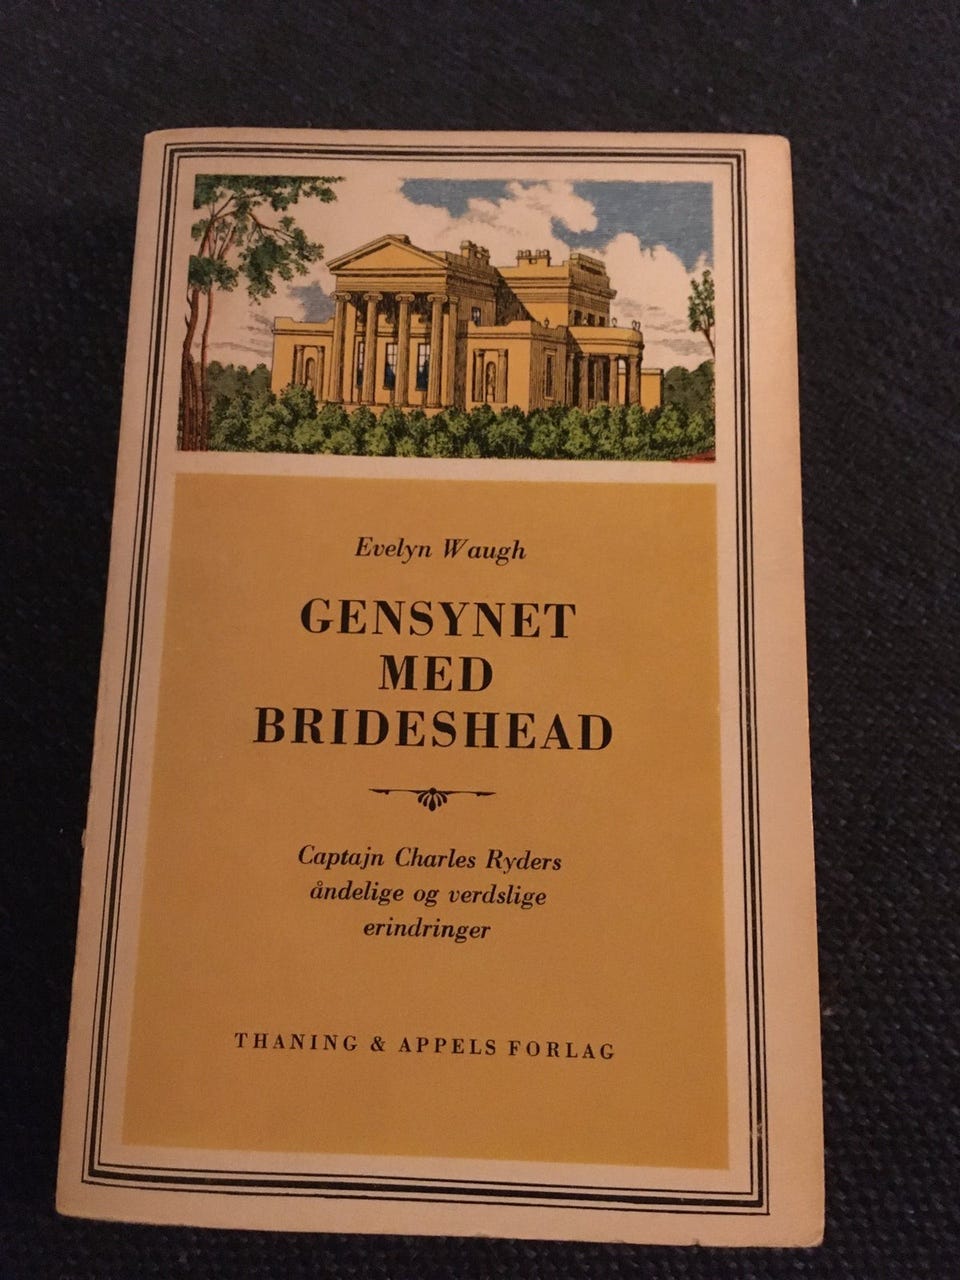 Evelyn Waugh
GENSYNET
MED
BRIDESHEAD
Captajn Charles Ryders
åndelige og verdslige
erindringer
THANING & APPELS FORLAG